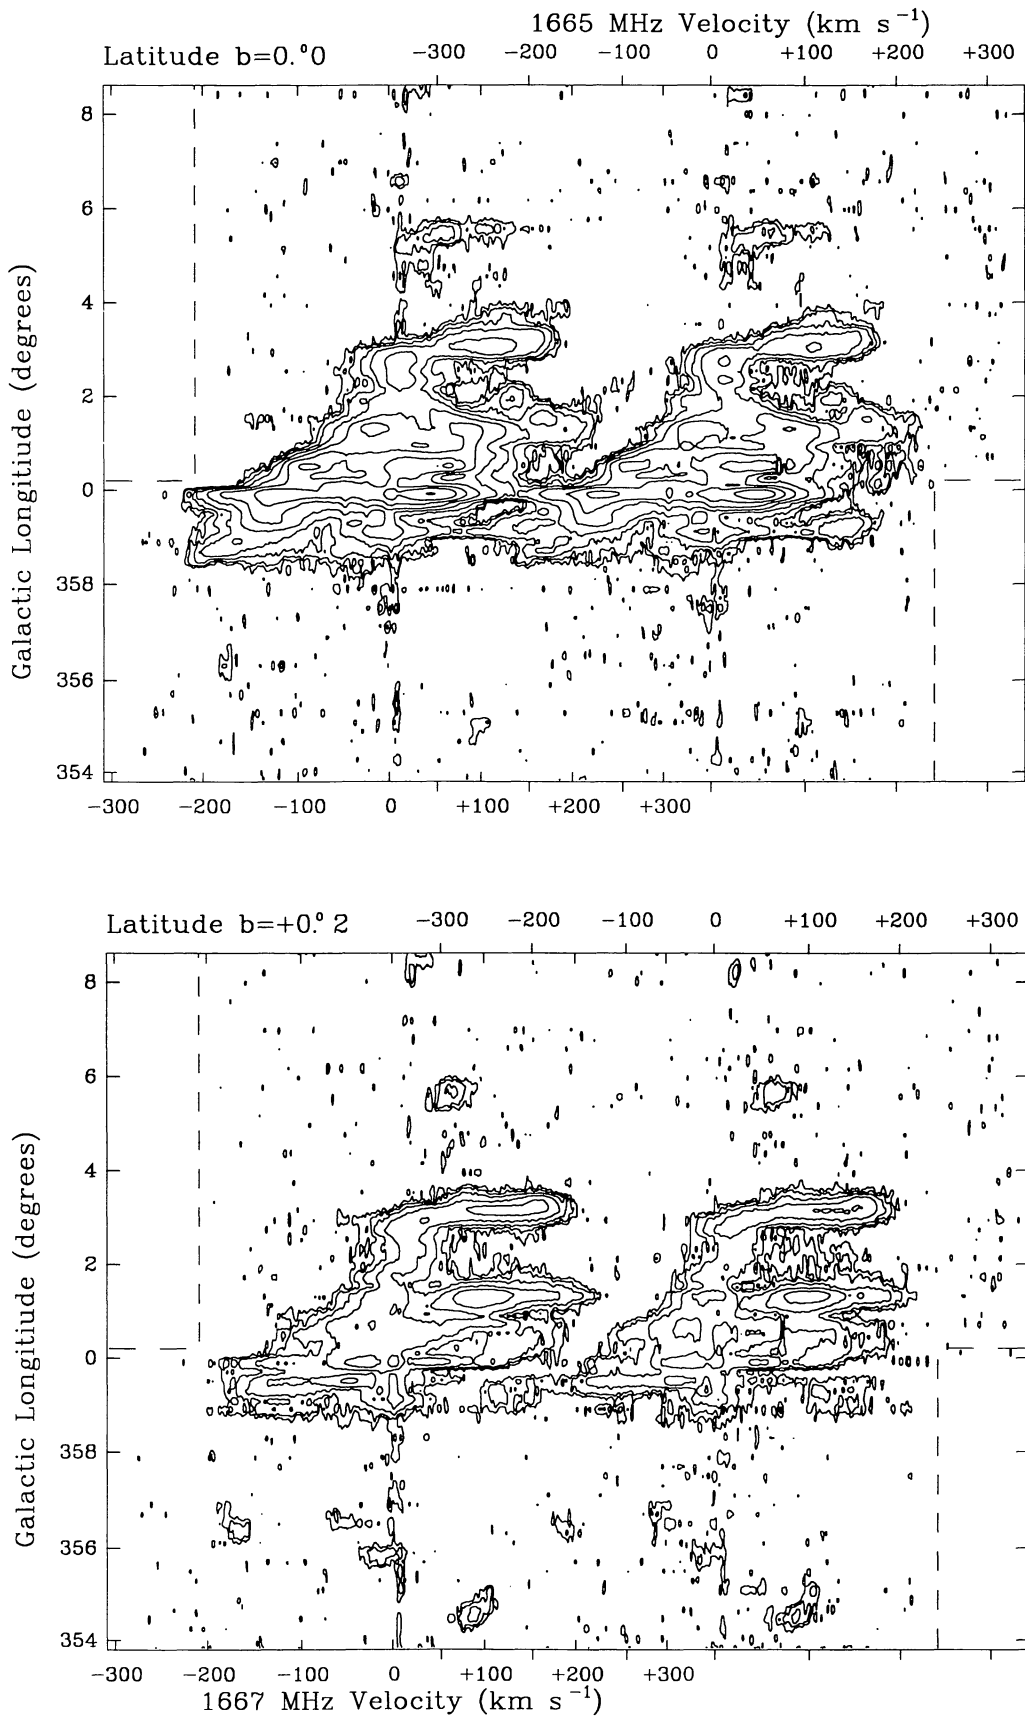 1665 MHz Velocity (km s⁻¹)
Latitude b=0.°0
−300 −200 −100 0 +100 +200 +300
8
6
4
2
0
358
356
354
Galactic Longitiude (degrees)
−300 −200 −100 0 +100 +200 +300
Latitude b=+0.°2
−300 −200 −100 0 +100 +200 +300
8
6
4
2
0
358
356
354
Galactic Longitiude (degrees)
−300 −200 −100 0 +100 +200 +300
1667 MHz Velocity (km s⁻¹)